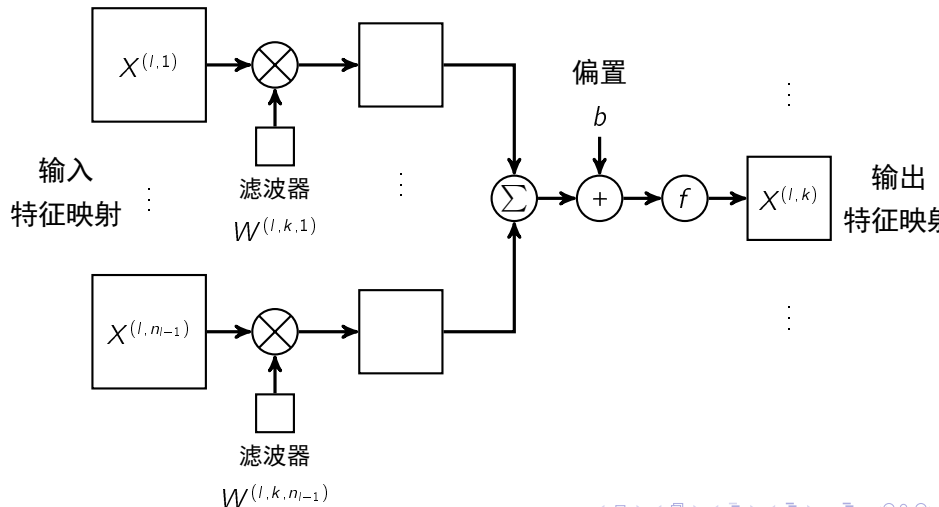 X^{(l,1)}
偏置
b
输入
特征映射
滤波器
W^{(l,k,1)}
∑
+
f
X^{(l,k)}
输出
特征映射
X^{(l,n_{l-1})}
滤波器
W^{(l,k,n_{l-1})}